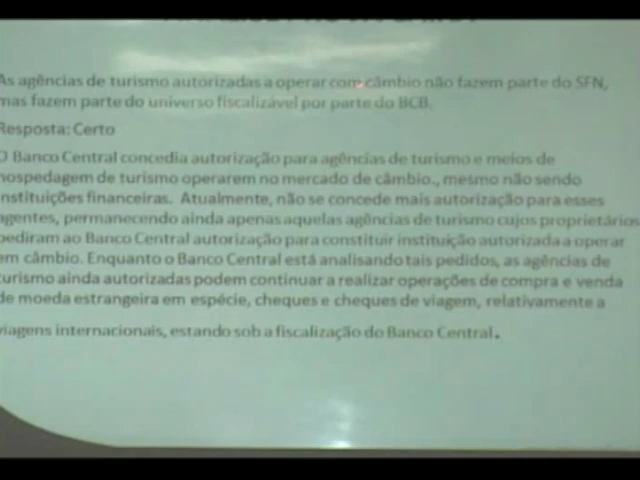 As agências de turismo autorizadas a operar com câmbio não fazem parte do SFN,
mas fazem parte do universo fiscalizável por parte do BCB.
Resposta: Certo
O Banco Central concedia autorização para agências de turismo e meios de
hospedagem de turismo operarem no mercado de câmbio., mesmo não sendo
instituições financeiras. Atualmente, não se concede mais autorização para esses
agentes, permanecendo ainda apenas aquelas agências de turismo cujos proprietários
pediram ao Banco Central autorização para constituir instituição autorizada a operar
em câmbio. Enquanto o Banco Central está analisando tais pedidos, as agências de
turismo ainda autorizadas podem continuar a realizar operações de compra e venda
de moeda estrangeira em espécie, cheques e cheques de viagem, relativamente a
viagens internacionais, estando sob a fiscalização do Banco Central.